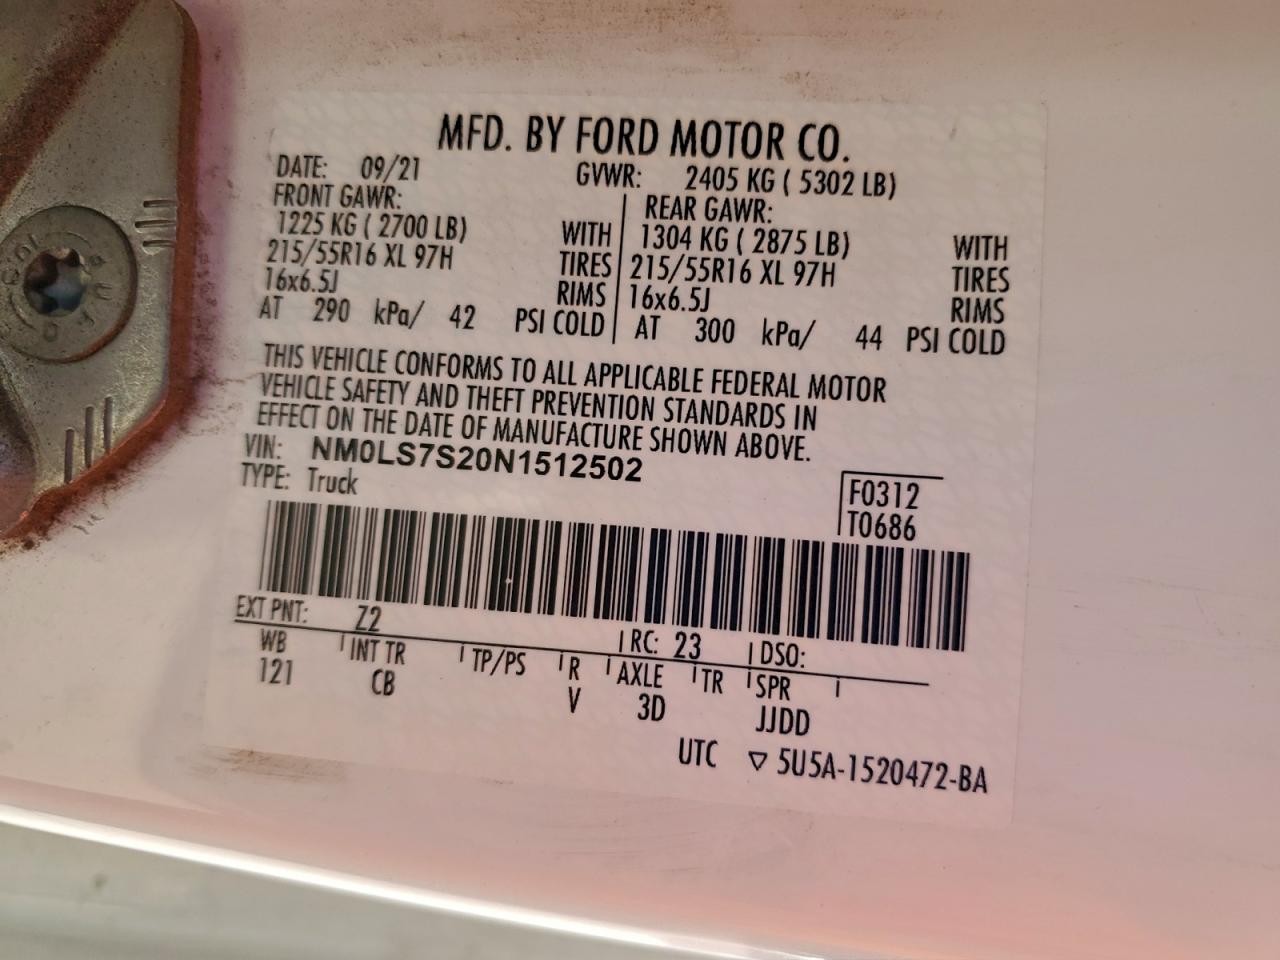 MFD. BY FORD MOTOR CO.
DATE: 09/21 GVWR: 2405 KG ( 5302 LB)
FRONT GAWR: REAR GAWR:
1225 KG ( 2700 LB) WITH 1304 KG ( 2875 LB) WITH
215/55R16 XL 97H TIRES 215/55R16 XL 97H TIRES
16x6.5J RIMS 16x6.5J RIMS
AT 290 kPa/ 42 PSI COLD AT 300 kPa/ 44 PSI COLD
THIS VEHICLE CONFORMS TO ALL APPLICABLE FEDERAL MOTOR
VEHICLE SAFETY AND THEFT PREVENTION STANDARDS IN
EFFECT ON THE DATE OF MANUFACTURE SHOWN ABOVE.
VIN: NM0LS7S20N1512502
TYPE: Truck
F0312
T0686
EXT PNT: Z2 RC: 23 DSO:
WB INT TR TP/PS R AXLE TR SPR
121 CB V 3D JJDD
UTC ▽ 5U5A-1520472-BA